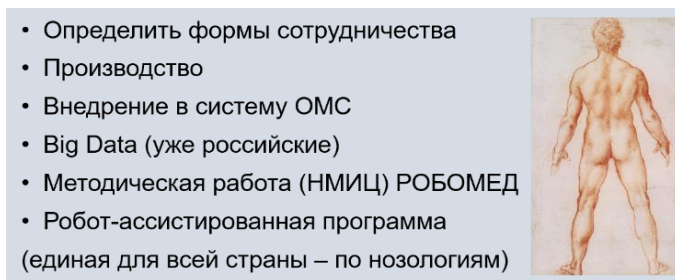 • Определить формы сотрудничества
• Производство
• Внедрение в систему ОМС
• Big Data (уже российские)
• Методическая работа (НМИЦ) РОБОМЕД
• Робот-ассистированная программа
(единая для всей страны – по нозологиям)